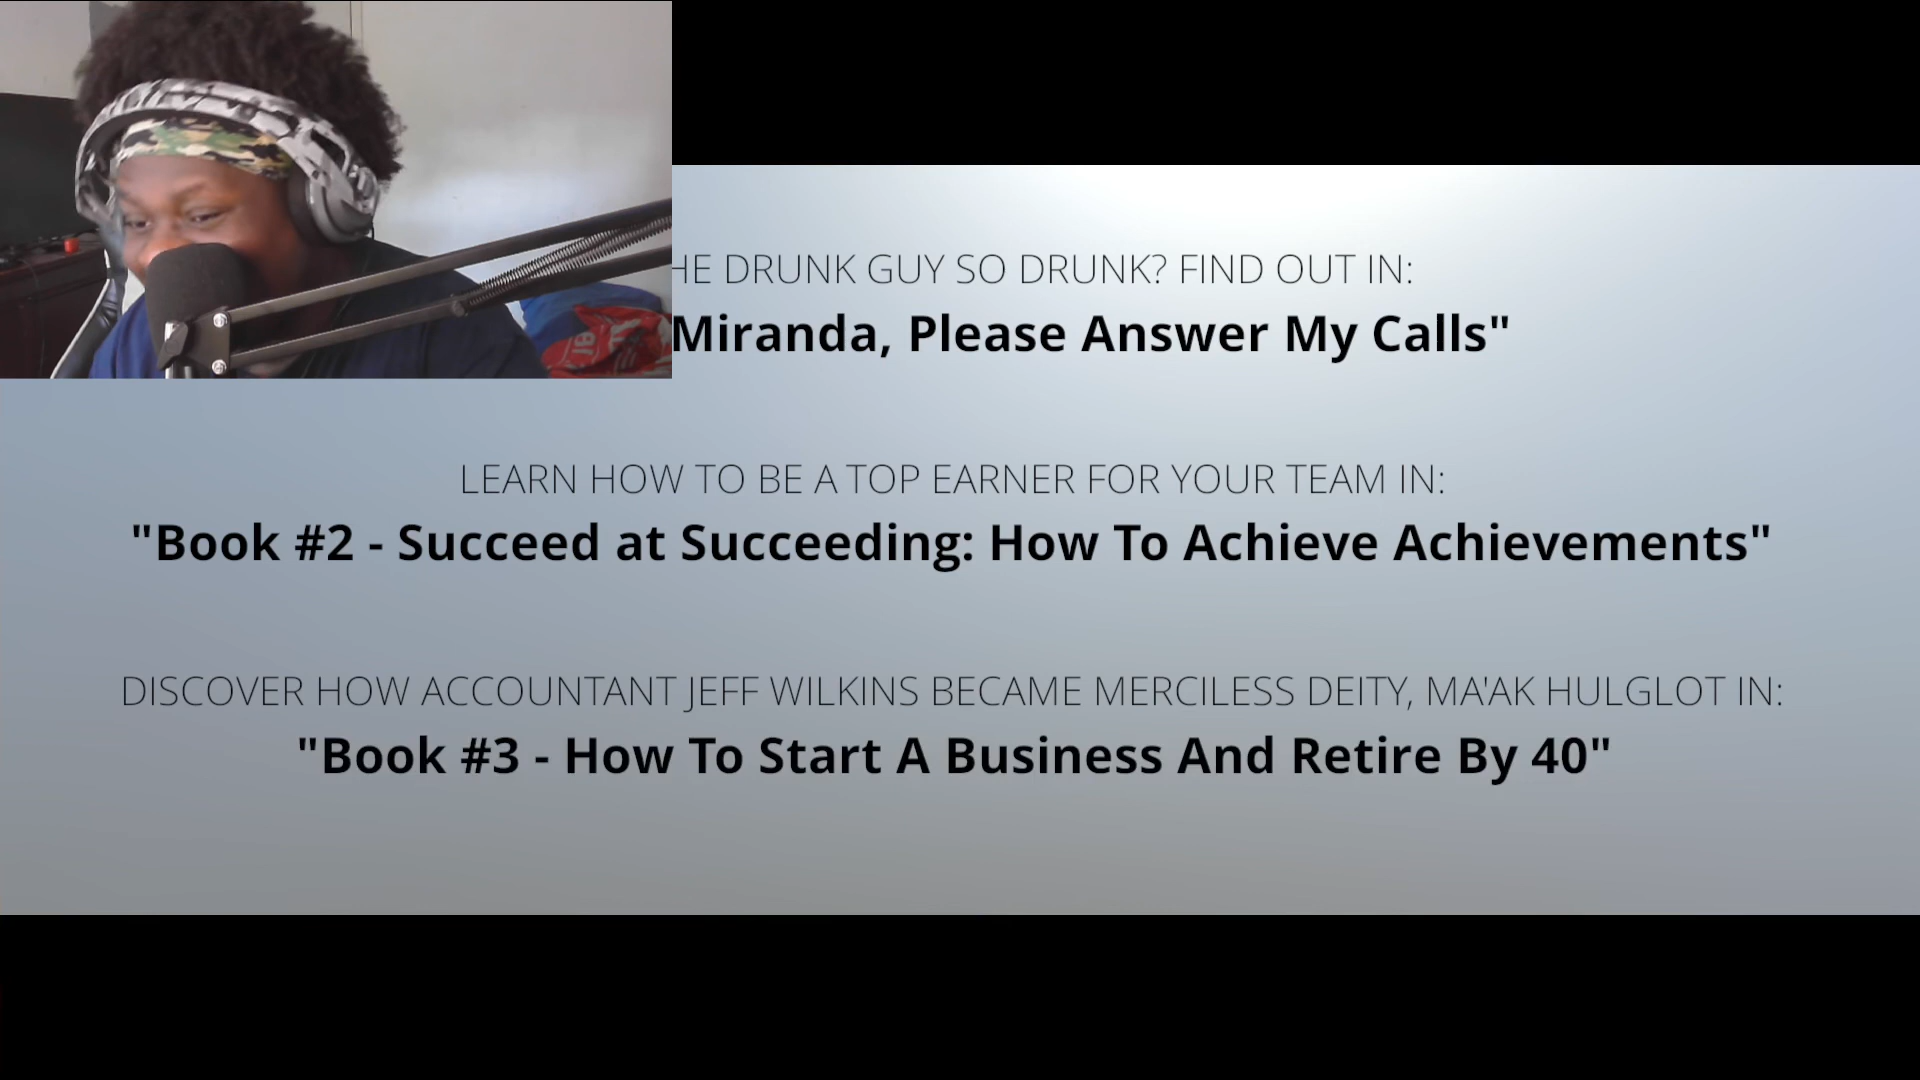 DRUNK GUY SO DRUNK? FIND OUT IN:
Miranda, Please Answer My Calls"
LEARN HOW TO BE A TOP EARNER FOR YOUR TEAM IN:
"Book #2 - Succeed at Succeeding: How To Achieve Achievements"
DISCOVER HOW ACCOUNTANT JEFF WILKINS BECAME MERCILESS DEITY, MA'AK HULGLOT IN:
"Book #3 - How To Start A Business And Retire By 40"